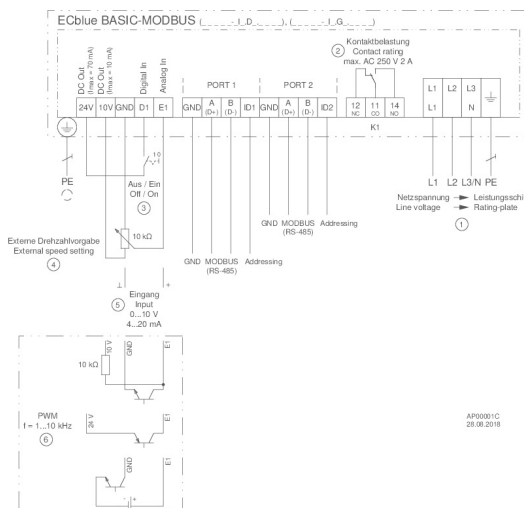 ECblue BASIC-MODBUS (_ _ _ _-_I_D_._ _ _), (_ _ _ _-_I_G_._ _ _)
Kontaktbelastung
② Contact rating
max. AC 250 V 2 A
DC Out
(Imax = 70 mA)
DC Out
(Imax = 10 mA)
Digital In
Analog In
PORT 1 PORT 2
24V 10V GND D1 E1
GND A (D+) B (D-) ID1
GND A (D+) B (D-) ID2
12 NC 11 CO 14 NO
K1
L1 L2 L3
L1 N
PE
1 0
Aus / Ein
Off / On
③
L1 L2 L3/N PE
Netzspannung Leistungsschi
Line voltage Rating-plate
①
GND MODBUS Addressing
(RS-485)
10 kΩ
Externe Drehzahlvorgabe
External speed setting
④
GND MODBUS Addressing
(RS-485)
⊥ +
⑤ Eingang
Input
0...10 V
4...20 mA
10 V GND E1
10 kΩ
PWM
f = 1...10 kHz
⑥
24 V E1
GND E1
- +
AP00001C
28.08.2018